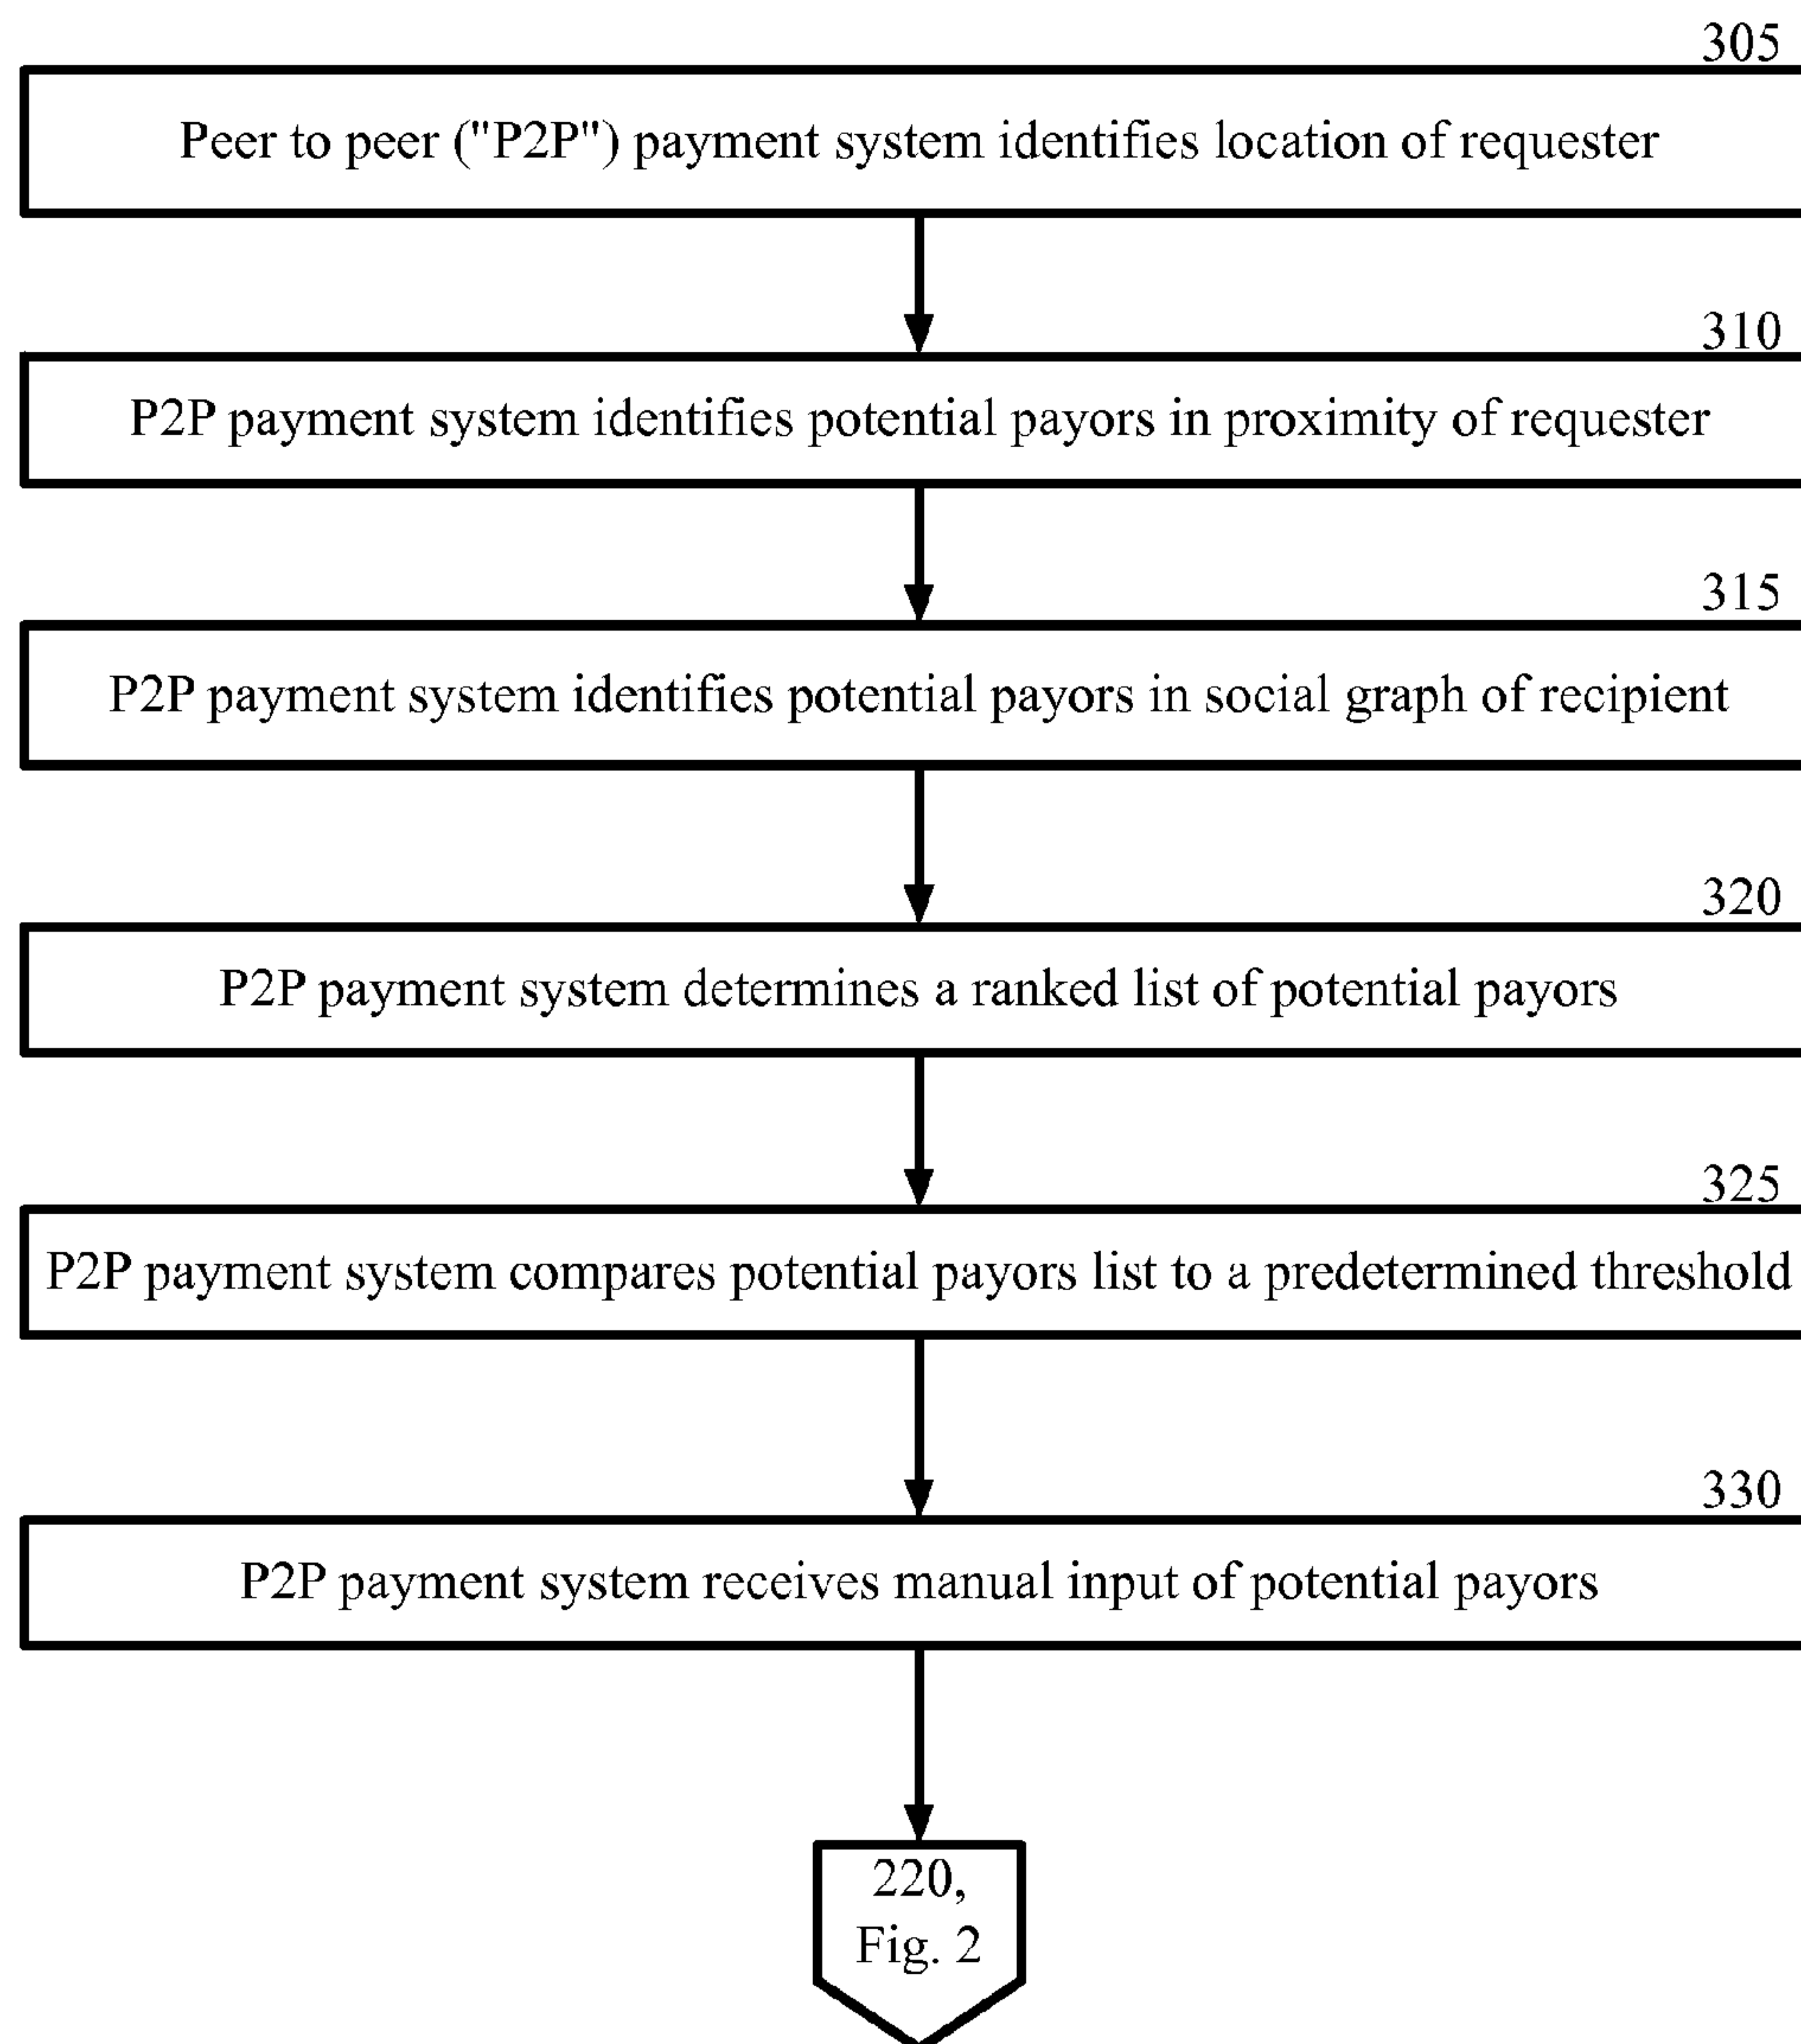 305
Peer to peer ("P2P") payment system identifies location of requester
310
P2P payment system identifies potential payors in proximity of requester
315
P2P payment system identifies potential payors in social graph of recipient
320
P2P payment system determines a ranked list of potential payors
325
P2P payment system compares potential payors list to a predetermined threshold
330
P2P payment system receives manual input of potential payors
220,
Fig. 2